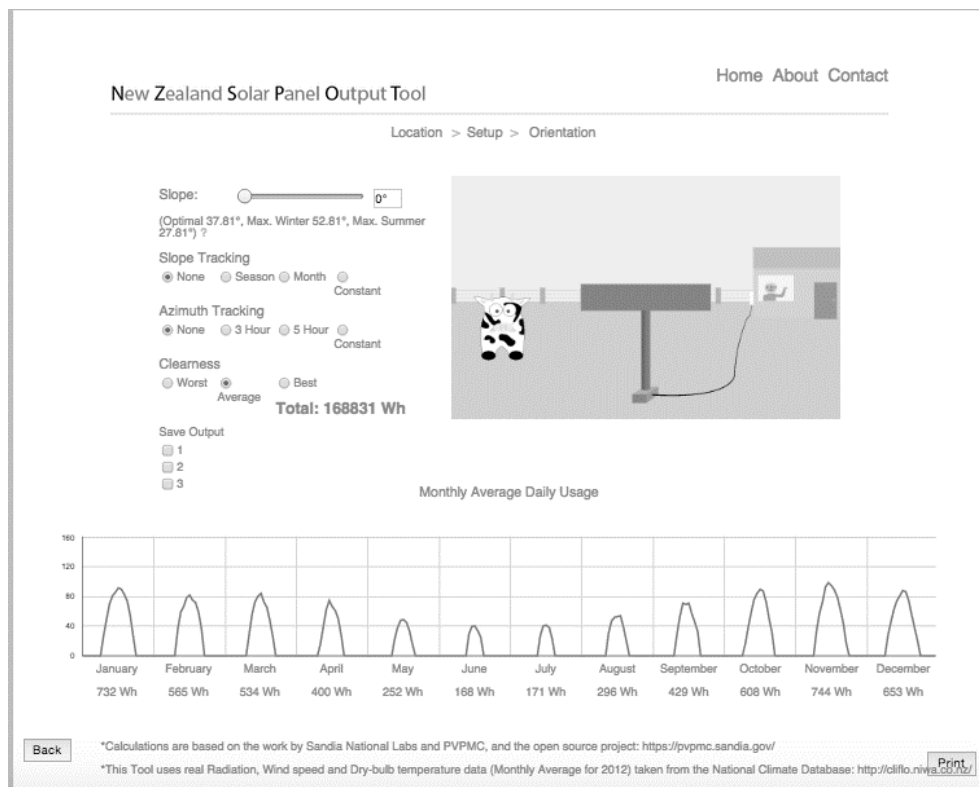 Home About Contact
New Zealand Solar Panel Output Tool
Location > Setup > Orientation
Slope: 0°
(Optimal 37.81°, Max. Winter 52.81°, Max. Summer
27.81°) ?
Slope Tracking
None Season Month
Constant
Azimuth Tracking
None 3 Hour 5 Hour
Constant
Clearness
Worst Best
Average
Total: 168831 Wh
Save Output
1
2
3
Monthly Average Daily Usage
160
120
80
40
0
January February March April May June July August September October November December
732 Wh 565 Wh 534 Wh 400 Wh 252 Wh 168 Wh 171 Wh 296 Wh 429 Wh 608 Wh 744 Wh 653 Wh
Back
*Calculations are based on the work by Sandia National Labs and PVPMC, and the open source project: https://pvpmc.sandia.gov/
*This Tool uses real Radiation, Wind speed and Dry-bulb temperature data (Monthly Average for 2012) taken from the National Climate Database: http://cliflo.niwa.co.nz/
Print